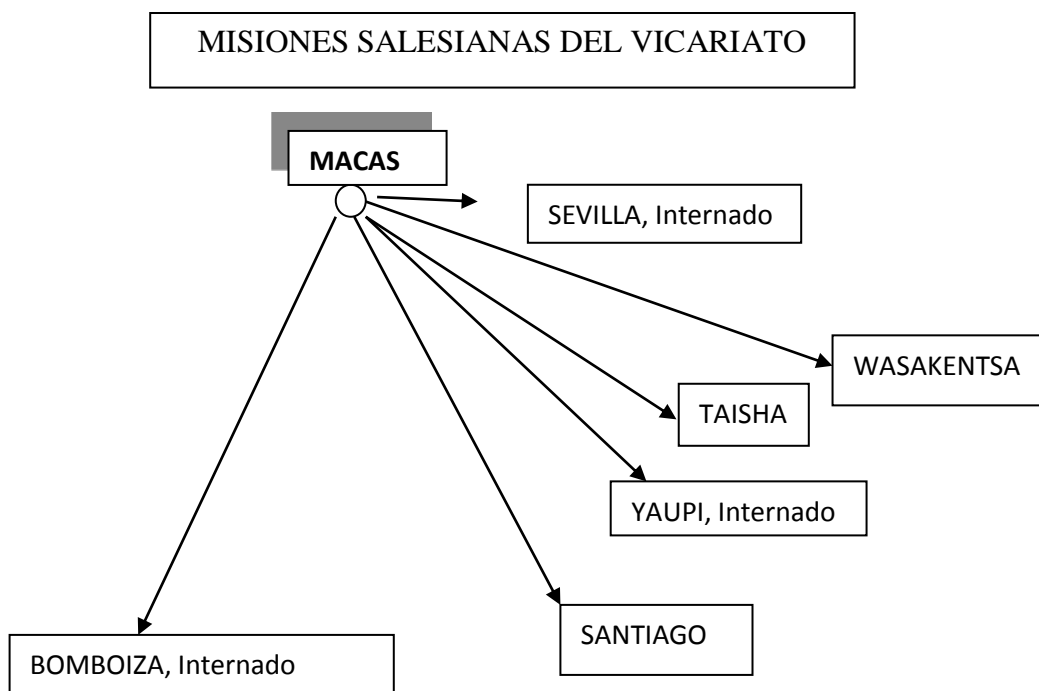 MISIONES SALESIANAS DEL VICARIATO
MACAS
SEVILLA, Internado
WASAKENTSA
TAISHA
YAUPI, Internado
SANTIAGO
BOMBOIZA, Internado